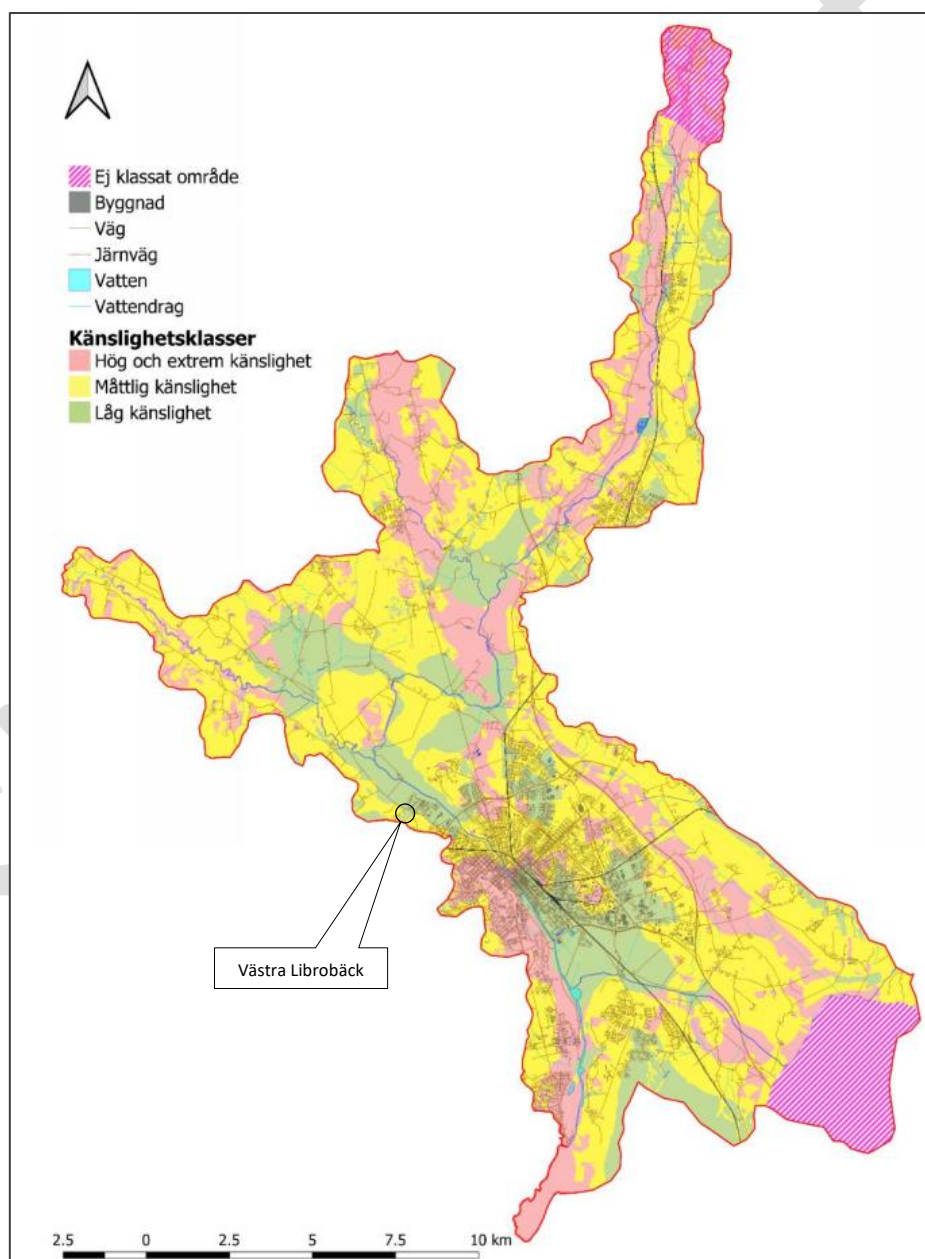 Ej klassat område
Byggnad
Väg
Järnväg
Vatten
Vattendrag
Känslighetsklasser
Hög och extrem känslighet
Måttlig känslighet
Låg känslighet
Västra Librobäck
2.5 0 2.5 5 7.5 10 km